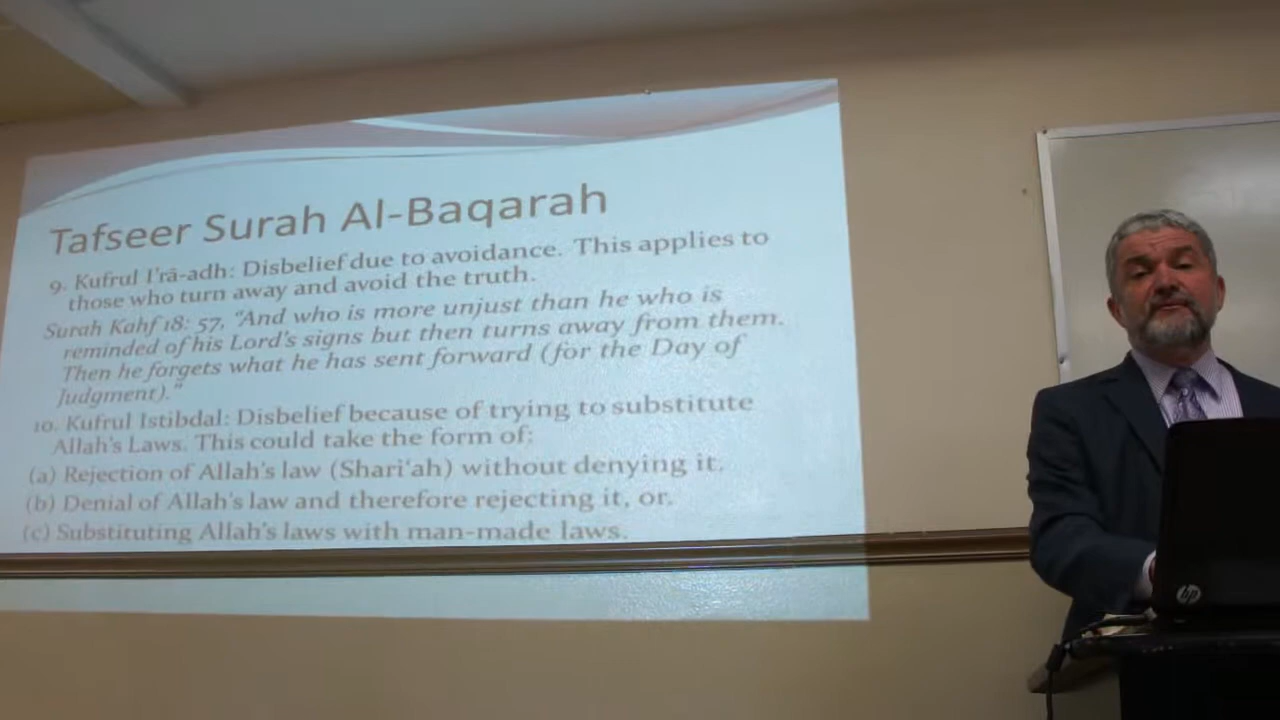 Tafseer Surah Al-Baqarah
9. Kufrul I'râ-adh: Disbelief due to avoidance. This applies to
those who turn away and avoid the truth.
Surah Kahf 18: 57, "And who is more unjust than he who is
reminded of his Lord's signs but then turns away from them.
Then he forgets what he has sent forward (for the Day of
Judgment)."
10. Kufrul Istibdal: Disbelief because of trying to substitute
Allah's Laws. This could take the form of:
(a) Rejection of Allah's law (Shari'ah) without denying it.
(b) Denial of Allah's law and therefore rejecting it, or.
(c) Substituting Allah's laws with man-made laws.
hp